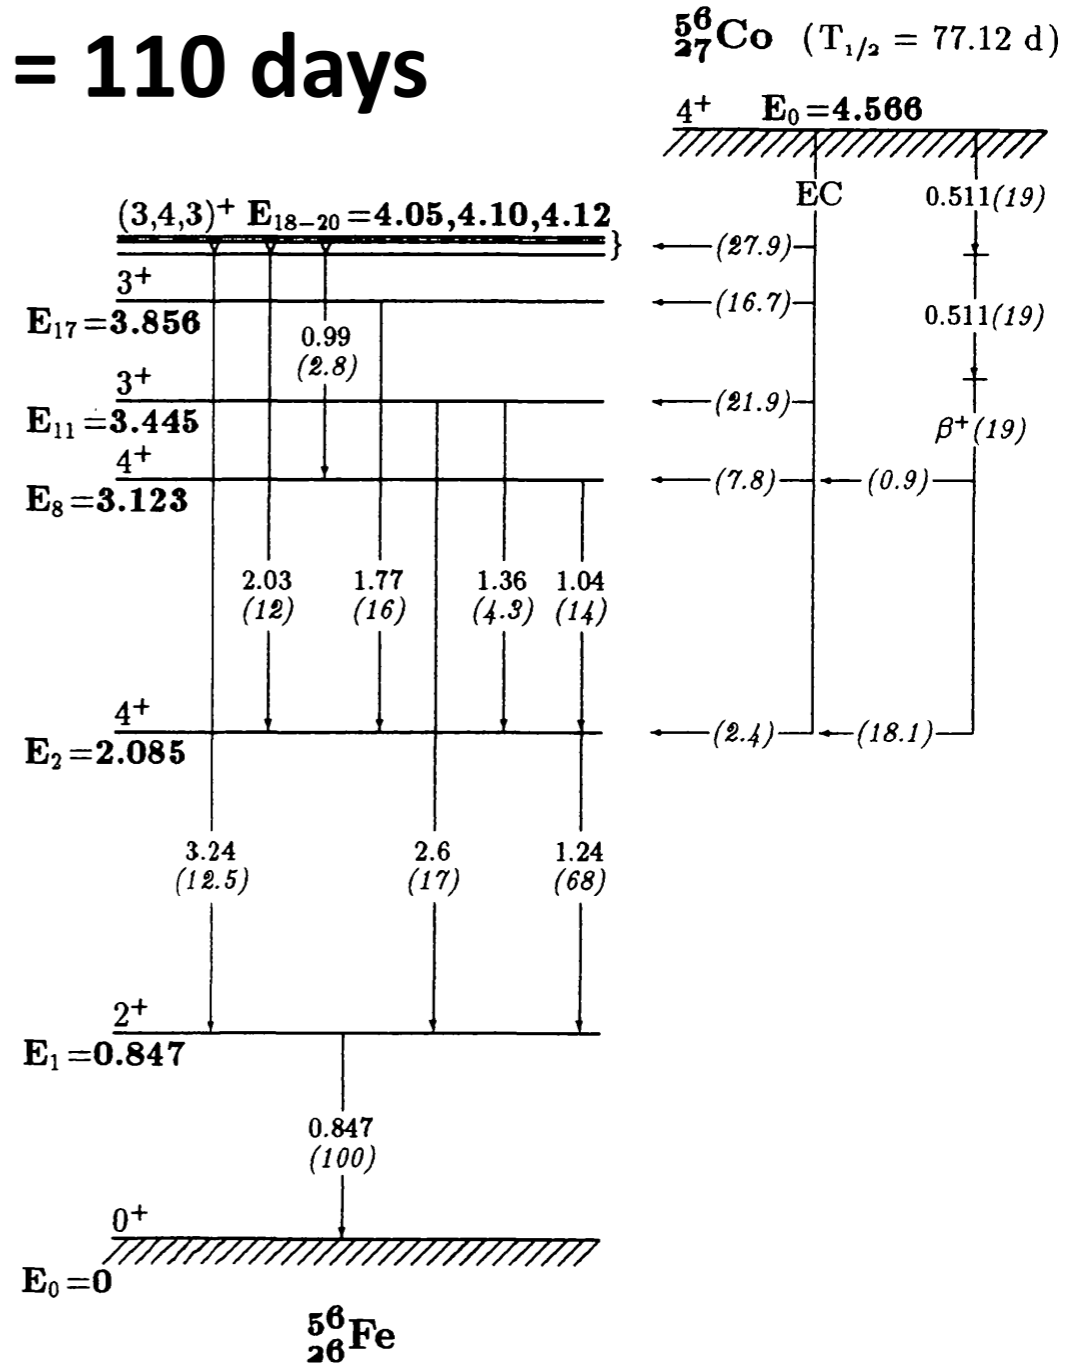 = 110 days
⁵⁶₂₇Co (T₁/₂ = 77.12 d)
4⁺ E₀=4.566
EC
0.511(19)
(3,4,3)⁺ E₁₈₋₂₀=4.05,4.10,4.12
}
(27.9)
3⁺
(16.7)
E₁₇=3.856
0.511(19)
0.99
(2.8)
3⁺
(21.9)
E₁₁=3.445
β⁺(19)
4⁺
(7.8)
(0.9)
E₈=3.123
2.03
(12)
1.77
(16)
1.36
(4.3)
1.04
(14)
4⁺
(2.4)
(18.1)
E₂=2.085
3.24
(12.5)
2.6
(17)
1.24
(68)
2⁺
E₁=0.847
0.847
(100)
0⁺
E₀=0
⁵⁶₂₆Fe